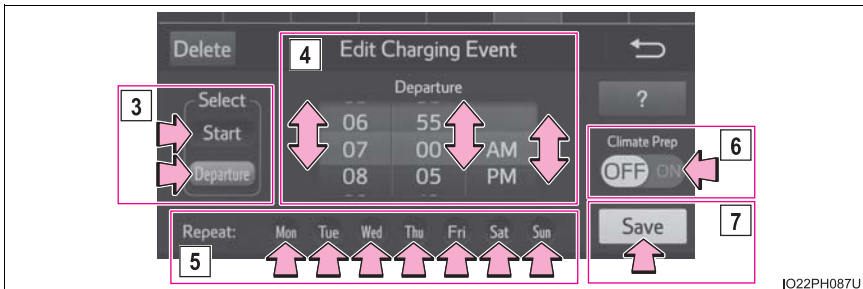 Delete
4
Edit Charging Event
3
Select
Start
Departure
Departure
06 55
07 00 AM
08 05 PM
?
Climate Prep
OFF ON
6
Repeat: Mon Tue Wed Thu Fri Sat Sun
5
Save
7
IO22PH087U